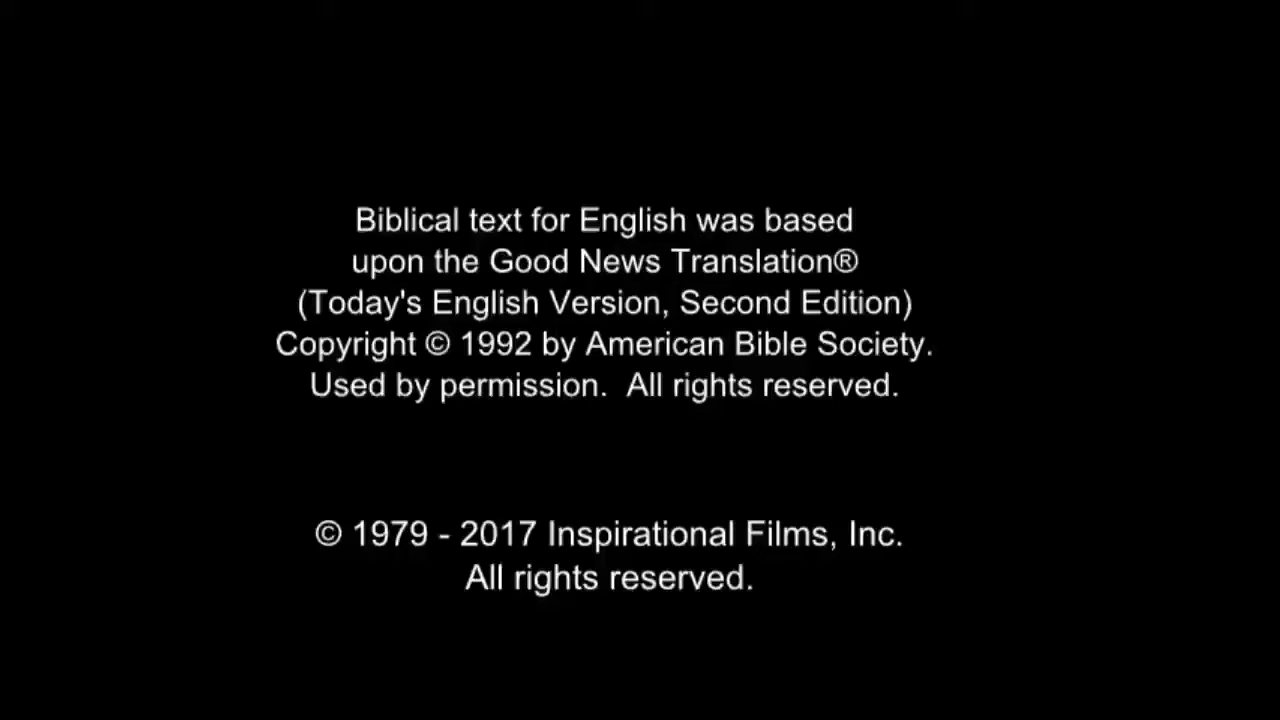 Biblical text for English was based
upon the Good News Translation®
(Today's English Version, Second Edition)
Copyright © 1992 by American Bible Society.
Used by permission.  All rights reserved.
© 1979 - 2017 Inspirational Films, Inc.
All rights reserved.